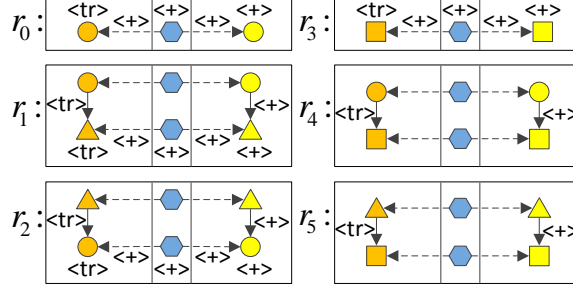 r0: <tr> <+> <+> <+> <+>
r3: <tr> <+> <+> <+> <+>
r1: <tr> <+>
<tr> <+> <+> <+> <+>
r4: <tr> <+>
r2: <tr> <+>
<tr> <+> <+> <+> <+>
r5: <tr> <+>